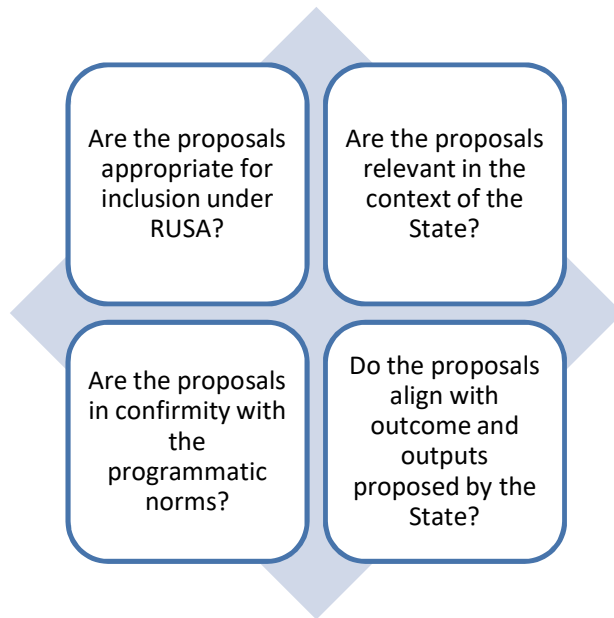 Are the proposals
appropriate for
inclusion under
RUSA?
Are the proposals
relevant in the
context of the
State?
Are the proposals
in confirmity with
the
programmatic
norms?
Do the proposals
align with
outcome and
outputs
proposed by the
State?